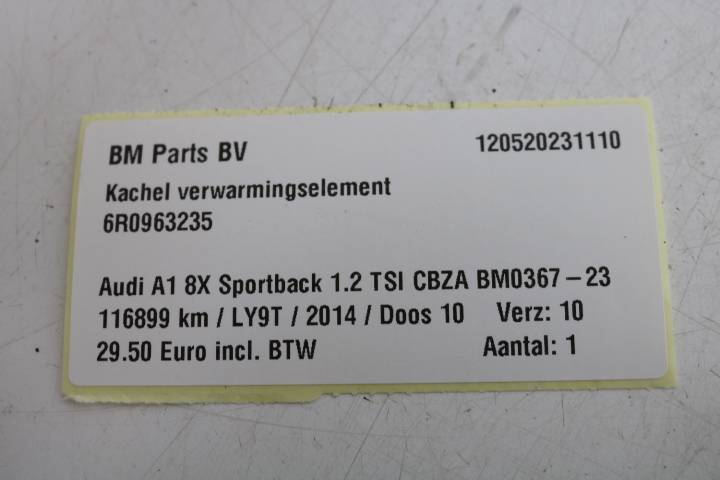 BM Parts BV 120520231110
Kachel verwarmingselement
6R0963235
Audi A1 8X Sportback 1.2 TSI CBZA BM0367-23
116899 km / LY9T / 2014 / Doos 10 Verz: 10
29.50 Euro incl. BTW Aantal: 1